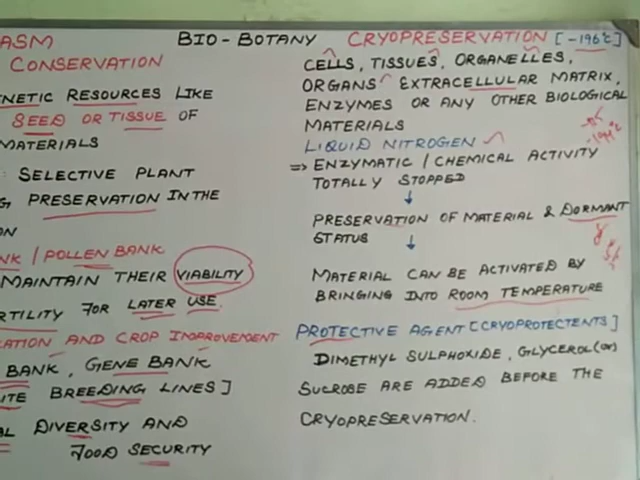 ASM
BIO-BOTANY
CONSERVATION
NETIC RESOURCES LIKE
SEED OR TISSUE OF
MATERIALS
: SELECTIVE PLANT
G PRESERVATION IN THE
ON
NK / POLLEN BANK
MAINTAIN THEIR VIABILITY
RTILITY FOR LATER USE.
ATION AND CROP IMPROVEMENT
BANK, GENE BANK
ITE BREEDING LINES]
AL DIVERSITY AND
FOOD SECURITY
CRYOPRESERVATION [-196°C]
CELLS, TISSUES, ORGANELLES,
ORGANS EXTRACELLULAR MATRIX,
ENZYMES OR ANY OTHER BIOLOGICAL
MATERIALS
LIQUID NITROGEN
⇒ ENZYMATIC / CHEMICAL ACTIVITY
TOTALLY STOPPED
↓
PRESERVATION OF MATERIAL & DORMANT
STATUS ↓
MATERIAL CAN BE ACTIVATED BY
BRINGING INTO ROOM TEMPERATURE
PROTECTIVE AGENT [CRYOPROTECTENTS]
DIMETHYL SULPHOXIDE, GLYCEROL (OR)
SUCROSE ARE ADDED BEFORE THE
CRYOPRESERVATION.